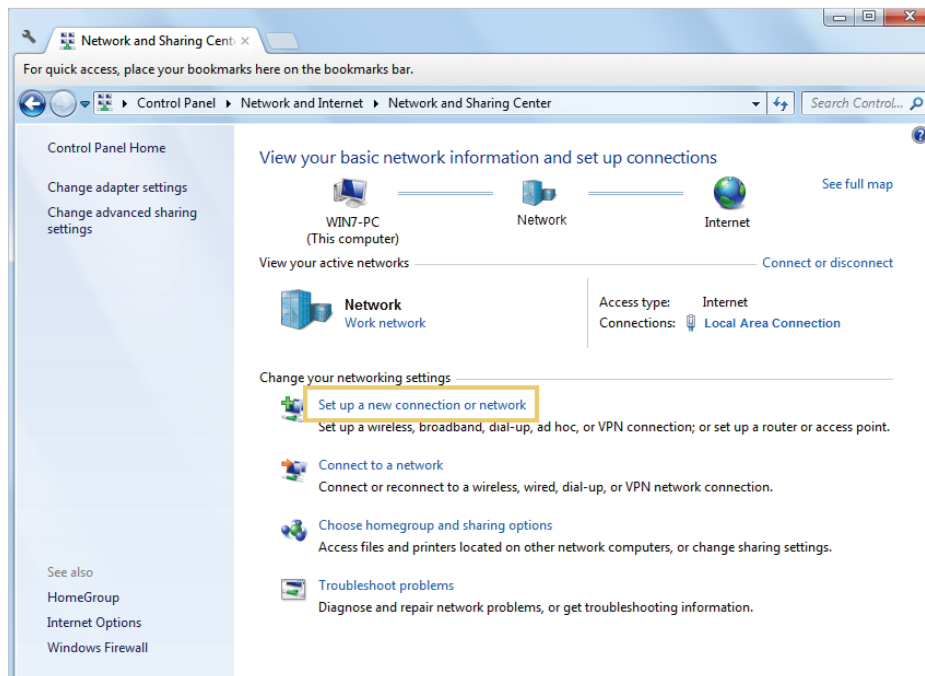 Network and Sharing Cent
For quick access, place your bookmarks here on the bookmarks bar.
Control Panel Network and Internet Network and Sharing Center
Search Control...
Control Panel Home
Change adapter settings
Change advanced sharing
settings
See also
HomeGroup
Internet Options
Windows Firewall
View your basic network information and set up connections
See full map
WIN7-PC
(This computer)
Network
Internet
View your active networks
Connect or disconnect
Network
Work network
Access type: Internet
Connections: Local Area Connection
Change your networking settings
Set up a new connection or network
Set up a wireless, broadband, dial-up, ad hoc, or VPN connection; or set up a router or access point.
Connect to a network
Connect or reconnect to a wireless, wired, dial-up, or VPN network connection.
Choose homegroup and sharing options
Access files and printers located on other network computers, or change sharing settings.
Troubleshoot problems
Diagnose and repair network problems, or get troubleshooting information.